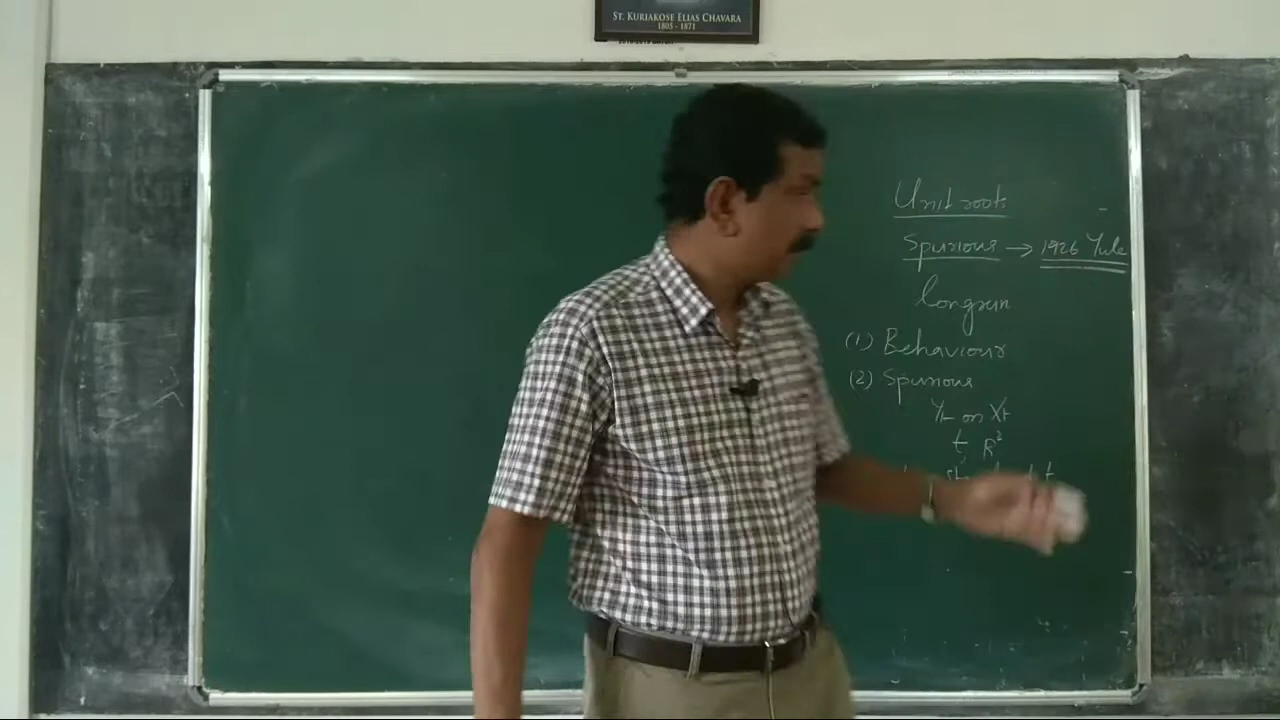 ST. KURIAKOSE ELIAS CHAVARA
1805 - 1871
Unit roots
Spurious → 1926 Yule
Longrun
(1) Behaviour
(2) Spurious
Yt on Xt
t, R²